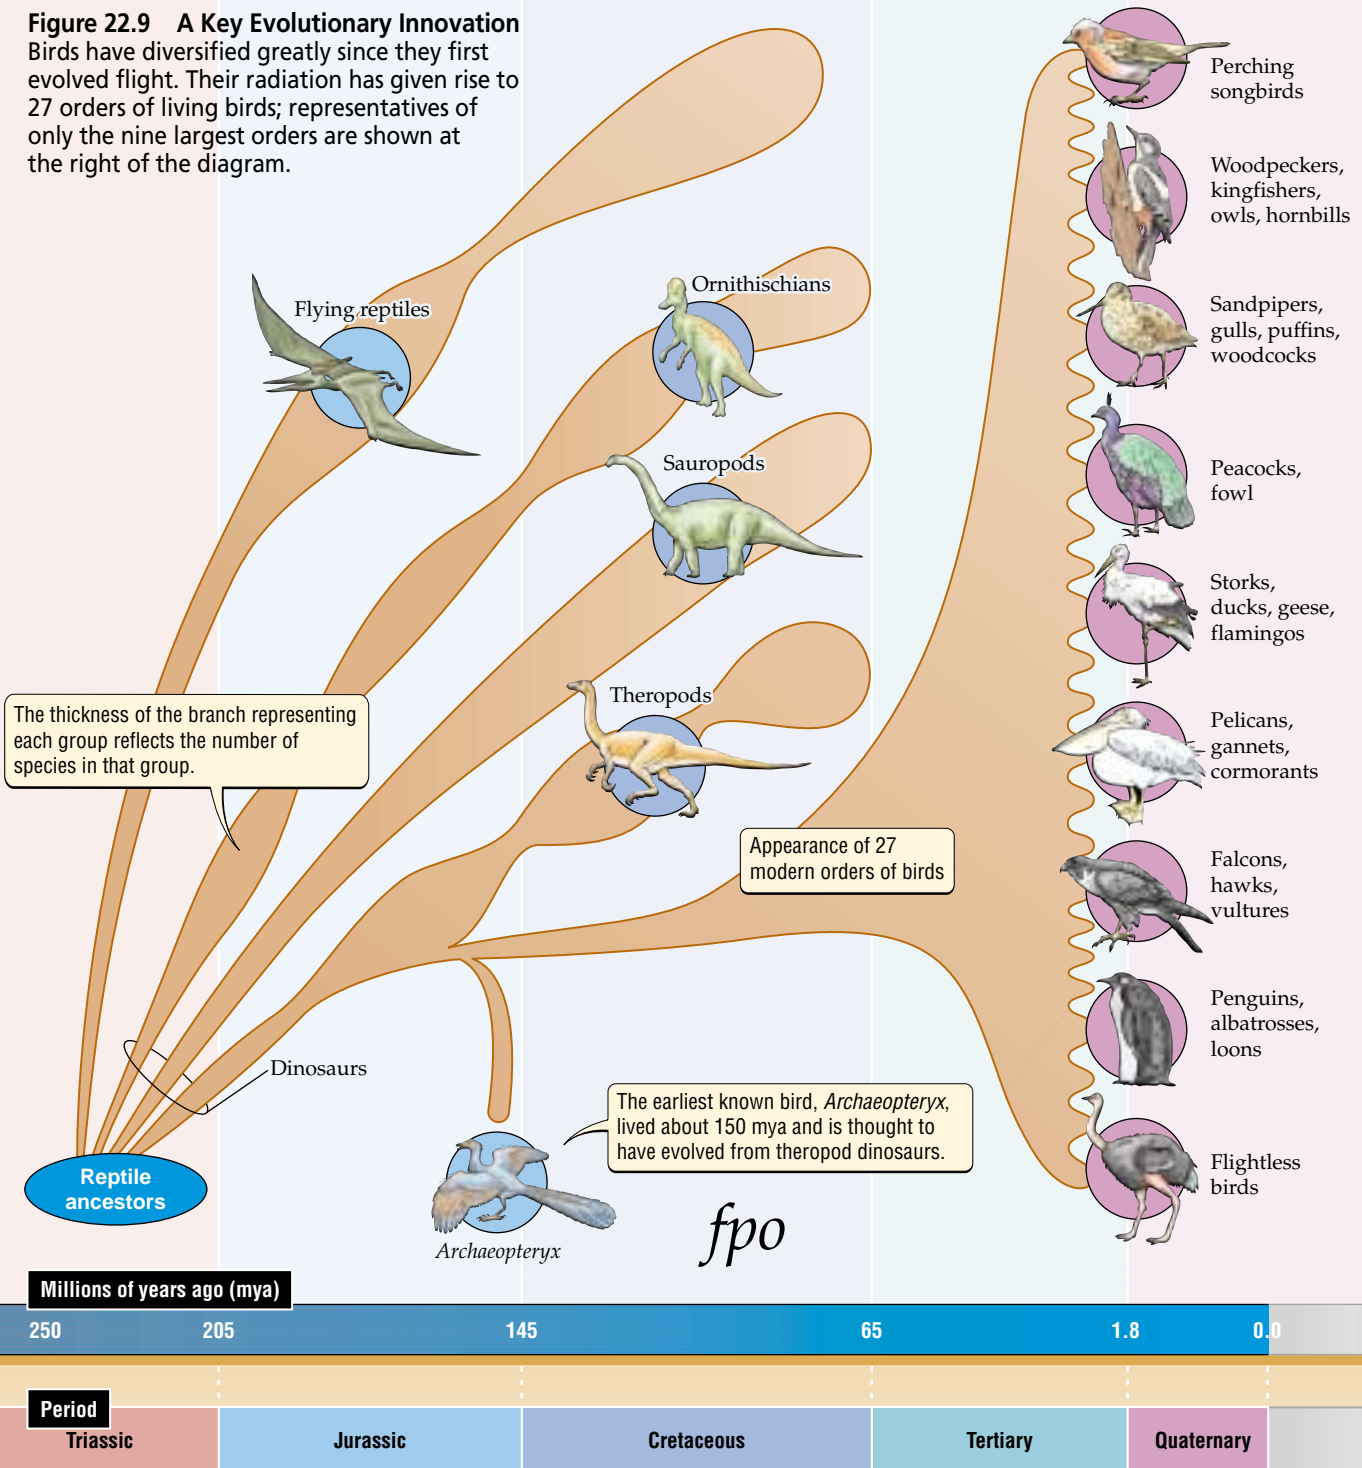 Figure 22.9 A Key Evolutionary Innovation
Birds have diversified greatly since they first
evolved flight. Their radiation has given rise to
27 orders of living birds; representatives of
only the nine largest orders are shown at
the right of the diagram.
Perching
songbirds
Woodpeckers,
kingfishers,
owls, hornbills
Flying reptiles
Ornithischians
Sandpipers,
gulls, puffins,
woodcocks
Sauropods
Peacocks,
fowl
Storks,
ducks, geese,
flamingos
Theropods
The thickness of the branch representing
each group reflects the number of
species in that group.
Pelicans,
gannets,
cormorants
Appearance of 27
modern orders of birds
Falcons,
hawks,
vultures
Penguins,
albatrosses,
loons
Dinosaurs
The earliest known bird, Archaeopteryx,
lived about 150 mya and is thought to
have evolved from theropod dinosaurs.
Reptile
ancestors
Flightless
birds
Archaeopteryx
fpo
Millions of years ago (mya)
250 205 145 65 1.8 0.0
Period
Triassic Jurassic Cretaceous Tertiary Quaternary